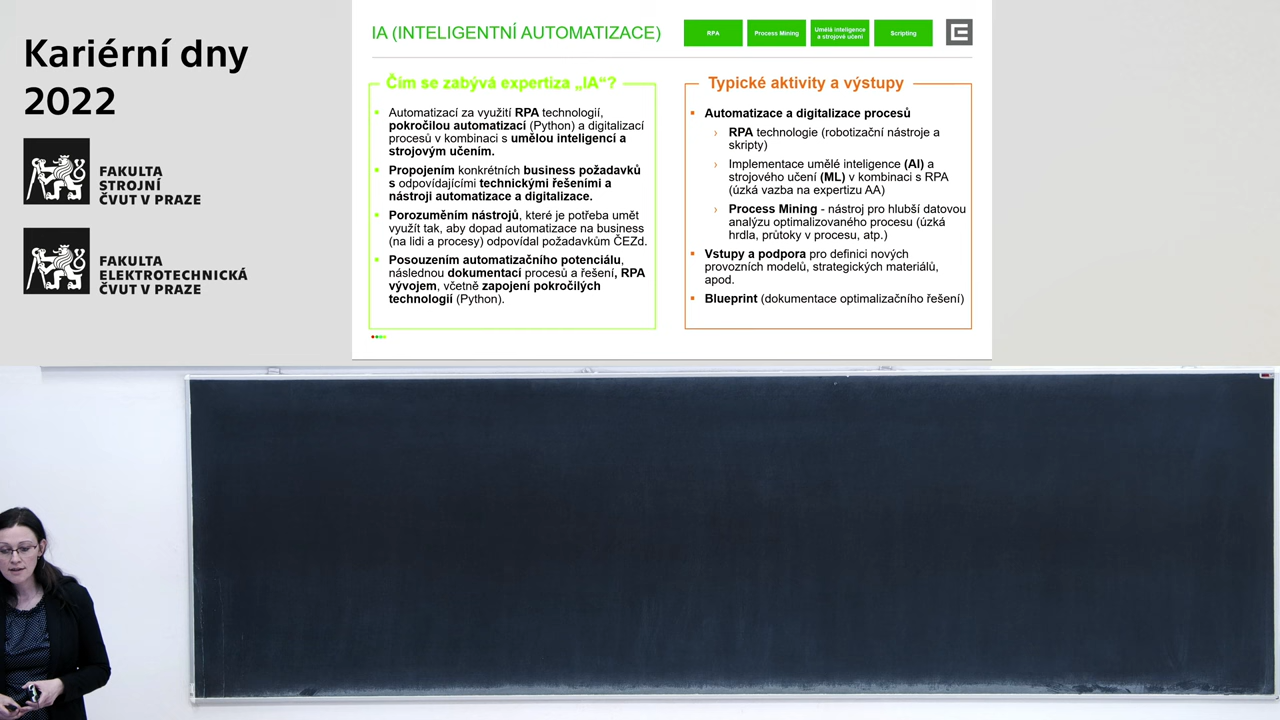 Kariérní dny
2022
FAKULTA
STROJNÍ
ČVUT V PRAZE
FAKULTA
ELEKTROTECHNICKÁ
ČVUT V PRAZE
IA (INTELIGENTNÍ AUTOMATIZACE)
RPA
Process Mining
Umělá inteligence
a strojové učení
Scripting
Čím se zabývá expertiza „IA“?
▪ Automatizací za využití RPA technologií,
pokročilou automatizací (Python) a digitalizací
procesů v kombinaci s umělou inteligencí a
strojovým učením.
▪ Propojením konkrétních business požadavků
s odpovídajícími technickými řešeními a
nástroji automatizace a digitalizace.
▪ Porozuměním nástrojů, které je potřeba umět
využít tak, aby dopad automatizace na business
(na lidi a procesy) odpovídal požadavkům ČEZd.
▪ Posouzením automatizačního potenciálu,
následnou dokumentací procesů a řešení, RPA
vývojem, včetně zapojení pokročilých
technologií (Python).
Typické aktivity a výstupy
▪ Automatizace a digitalizace procesů
› RPA technologie (robotizační nástroje a
skripty)
› Implementace umělé inteligence (AI) a
strojového učení (ML) v kombinaci s RPA
(úzká vazba na expertizu AA)
› Process Mining - nástroj pro hlubší datovou
analýzu optimalizovaného procesu (úzká
hrdla, průtoky v procesu, atp.)
▪ Vstupy a podpora pro definici nových
provozních modelů, strategických materiálů,
apod.
▪ Blueprint (dokumentace optimalizačního řešení)